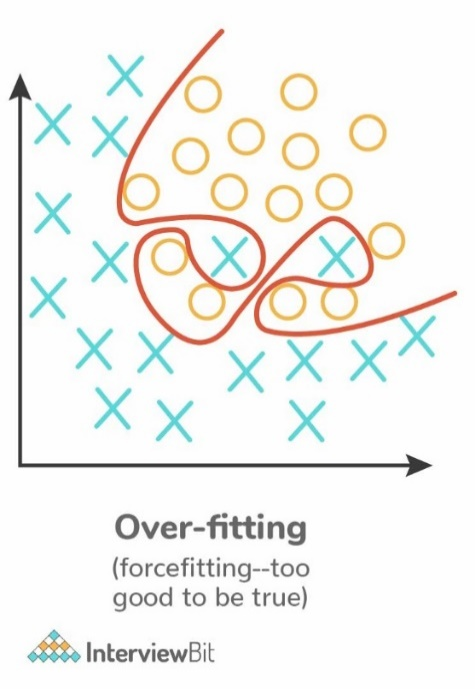 Over-fitting
(forcefitting--too
good to be true)
InterviewBit